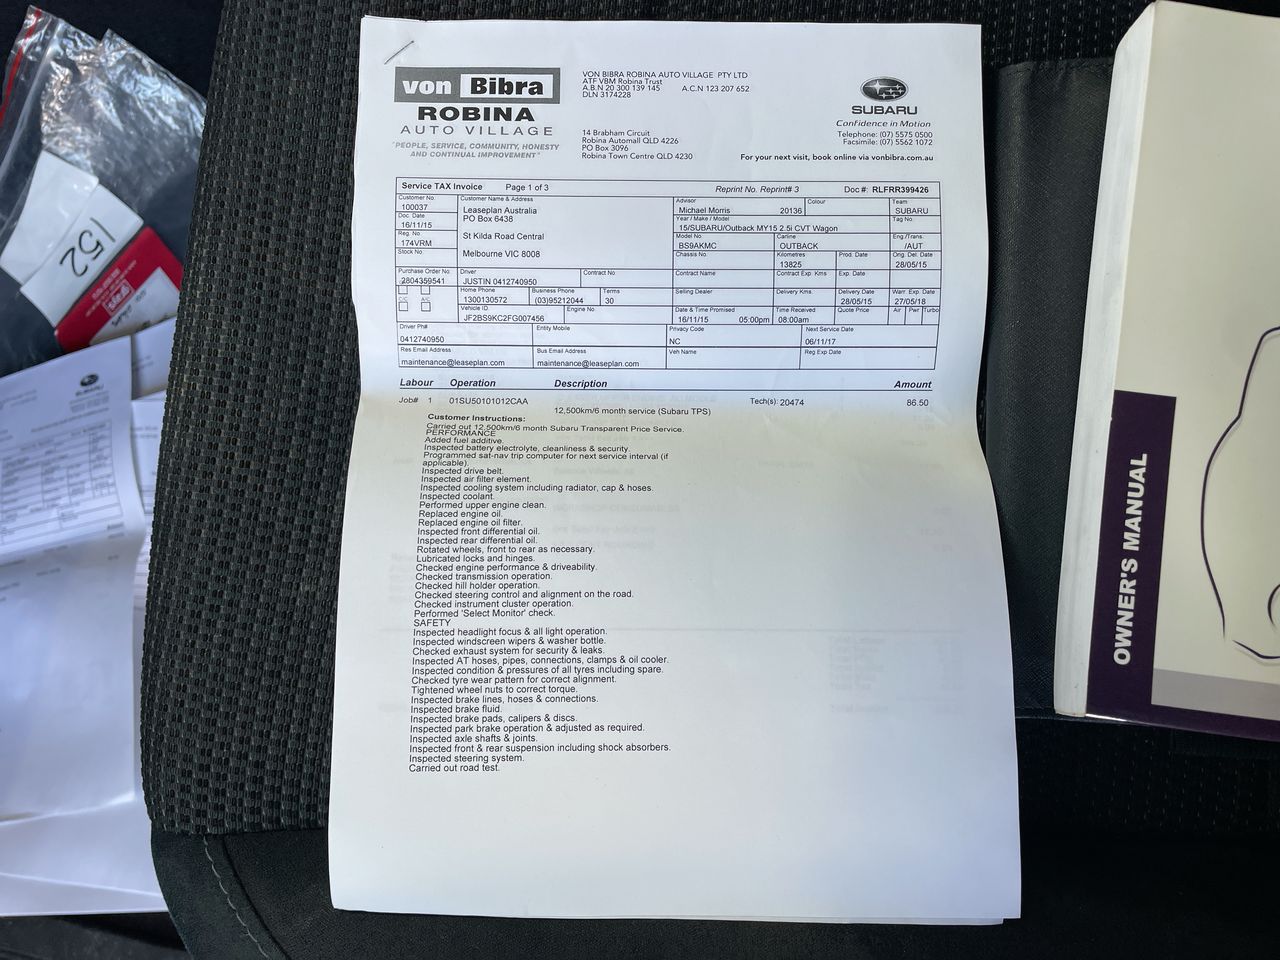 von Bibra
ROBINA
AUTO VILLAGE
"PEOPLE, SERVICE, COMMUNITY, HONESTY
AND CONTINUAL IMPROVEMENT"
VON BIBRA ROBINA AUTO VILLAGE PTY LTD
ATF VBM Robina Trust
A.B.N 20 300 139 145 A.C.N 123 207 652
DLN 3174228
14 Brabham Circuit
Robina Automall QLD 4226
PO Box 3096
Robina Town Centre QLD 4230
SUBARU
Confidence in Motion
Telephone: (07) 5575 0500
Facsimile: (07) 5562 1072
For your next visit, book online via vonbibra.com.au
Service TAX Invoice Page 1 of 3 Reprint No. Reprint# 3 Doc #: RLFRR399426
Customer No. Customer Name & Address Advisor Colour Team
100037 Leaseplan Australia Michael Morris 20136 SUBARU
Doc. Date PO Box 6438 Year / Make / Model Tag No.
16/11/15 15/SUBARU/Outback MY15 2.5i CVT Wagon
Reg. No. St Kilda Road Central Model No. Carline Eng./Trans.
174VRM BS9AKMC OUTBACK /AUT
Stock No. Melbourne VIC 8008 Chassis No. Kilometres Prod. Date Orig. Del. Date
13825 28/05/15
Purchase Order No. Driver Contract No. Contract Name Contract Exp. Kms Exp. Date
2804359541 JUSTIN 0412740950
Home Phone Business Phone Terms Selling Dealer Delivery Kms. Delivery Date Warr. Exp. Date
1300130572 (03)95212044 30 28/05/15 27/05/18
C/C A/C Vehicle ID. Engine No. Date & Time Promised Time Received Quote Price Air Pwr Turbo
JF2BS9KC2FG007456 16/11/15 05:00pm 08:00am
Driver Ph# Entity Mobile Privacy Code Next Service Date
0412740950 NC 06/11/17
Res Email Address Bus Email Address Veh Name Reg Exp Date
maintenance@leaseplan.com maintenance@leaseplan.com
Labour Operation Description Amount
Job# 1 01SU50101012CAA Tech(s): 20474 86.50
12,500km/6 month service (Subaru TPS)
Customer Instructions:
Carried out 12,500km/6 month Subaru Transparent Price Service.
PERFORMANCE
Added fuel additive.
Inspected battery electrolyte, cleanliness & security.
Programmed sat-nav trip computer for next service interval (if
applicable).
Inspected drive belt.
Inspected air filter element.
Inspected cooling system including radiator, cap & hoses.
Inspected coolant.
Performed upper engine clean.
Replaced engine oil.
Replaced engine oil filter.
Inspected front differential oil.
Inspected rear differential oil.
Rotated wheels, front to rear as necessary.
Lubricated locks and hinges.
Checked engine performance & driveability.
Checked transmission operation.
Checked hill holder operation.
Checked steering control and alignment on the road.
Checked instrument cluster operation.
Performed 'Select Monitor' check.
SAFETY
Inspected headlight focus & all light operation.
Inspected windscreen wipers & washer bottle.
Checked exhaust system for security & leaks.
Inspected AT hoses, pipes, connections, clamps & oil cooler.
Inspected condition & pressures of all tyres including spare.
Checked tyre wear pattern for correct alignment.
Tightened wheel nuts to correct torque.
Inspected brake lines, hoses & connections.
Inspected brake fluid.
Inspected brake pads, calipers & discs.
Inspected park brake operation & adjusted as required.
Inspected axle shafts & joints.
Inspected front & rear suspension including shock absorbers.
Inspected steering system.
Carried out road test.
OWNER'S MANUAL
152
SUBARU